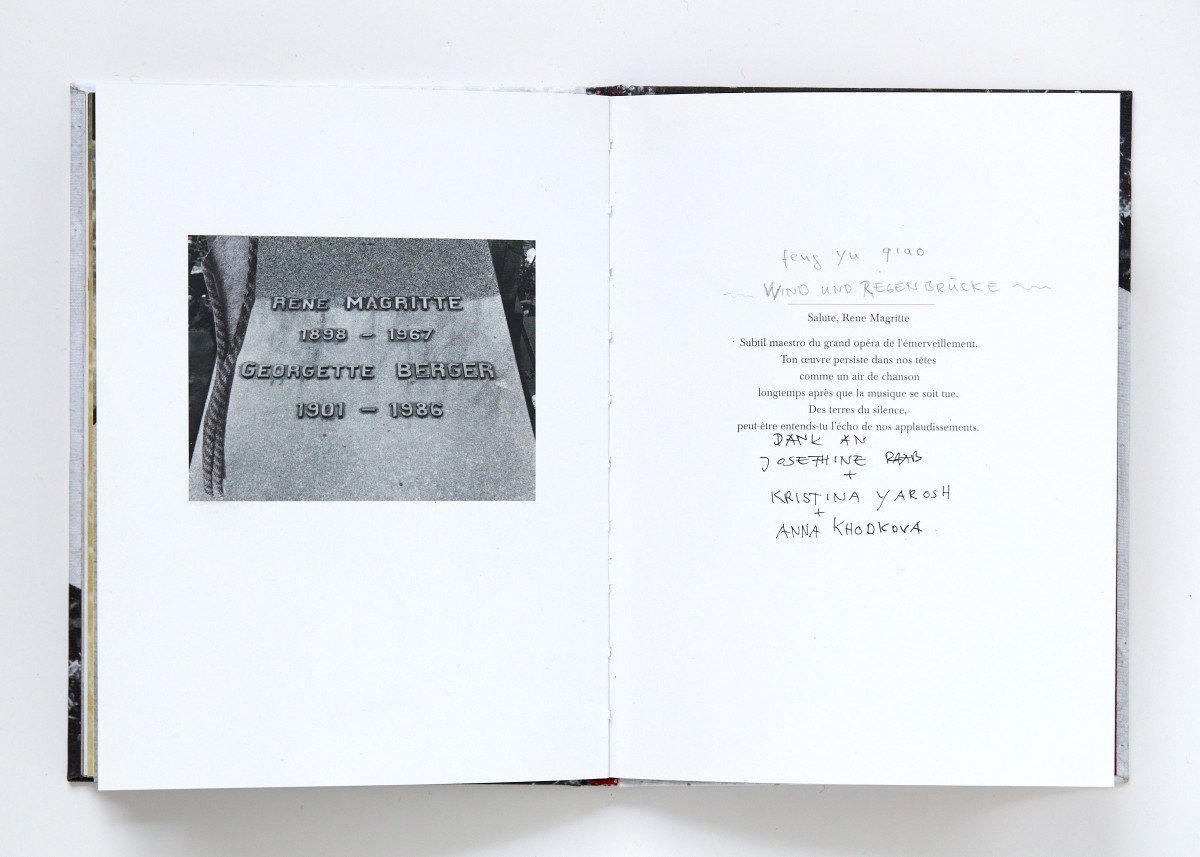 RENE MAGRITTE
1898 – 1967
GEORGETTE BERGER
1901 – 1986
feng yu qiao
~ WIND UND REGENBRÜCKE ~
Salute, Rene Magritte
Subtil maestro du grand opéra de l'émerveillement.
Ton œuvre persiste dans nos têtes
comme un air de chanson
longtemps après que la musique se soit tue.
Des terres du silence,
peut-être entends-tu l'écho de nos applaudissements.
DANK AN
JOSEPHINE RAAB
+
KRISTINA YAROSH
+
ANNA KHODKOVA